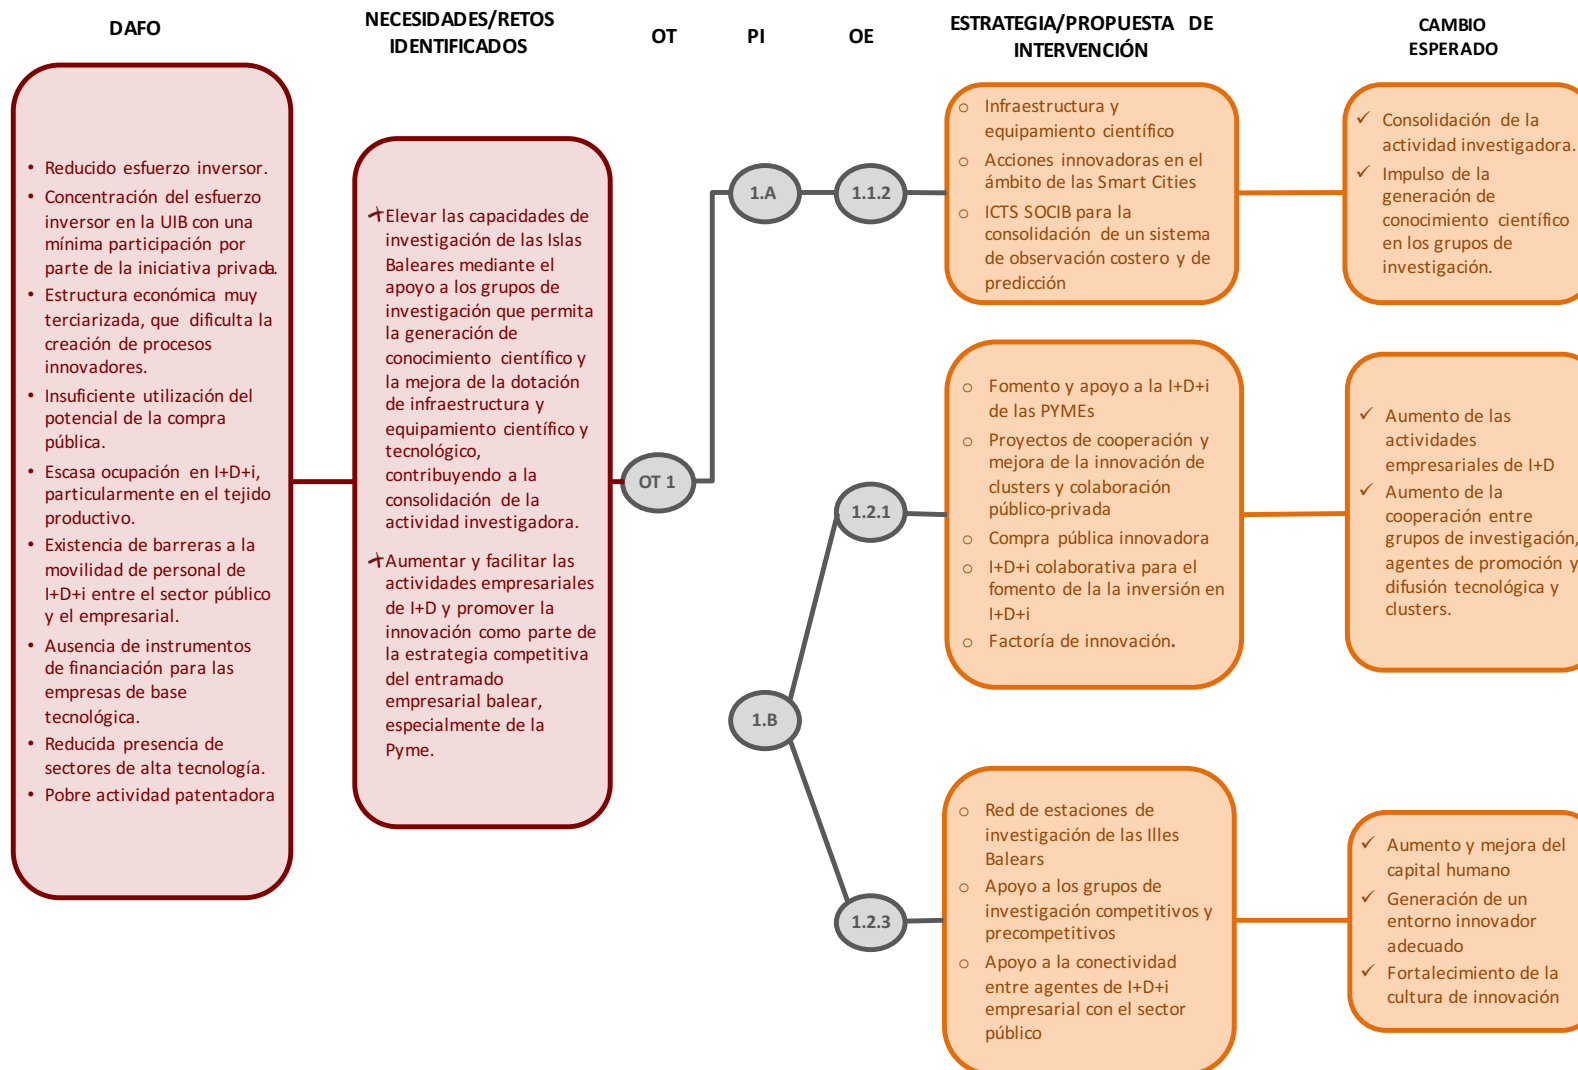 DAFO
NECESIDADES/RETOS
IDENTIFICADOS
OT
PI
OE
ESTRATEGIA/PROPUESTA DE
INTERVENCIÓN
CAMBIO
ESPERADO
• Reducido esfuerzo inversor.
• Concentración del esfuerzo
inversor en la UIB con una
mínima participación por
parte de la iniciativa privada.
• Estructura económica muy
terciarizada, que dificulta la
creación de procesos
innovadores.
• Insuficiente utilización del
potencial de la compra
pública.
• Escasa ocupación en I+D+i,
particularmente en el tejido
productivo.
• Existencia de barreras a la
movilidad de personal de
I+D+i entre el sector público
y el empresarial.
• Ausencia de instrumentos
de financiación para las
empresas de base
tecnológica.
• Reducida presencia de
sectores de alta tecnología.
• Pobre actividad patentadora
Elevar las capacidades de
investigación de las Islas
Baleares mediante el
apoyo a los grupos de
investigación que permita
la generación de
conocimiento científico y
la mejora de la dotación
de infraestructura y
equipamiento científico y
tecnológico,
contribuyendo a la
consolidación de la
actividad investigadora.
Aumentar y facilitar las
actividades empresariales
de I+D y promover la
innovación como parte de
la estrategia competitiva
del entramado
empresarial balear,
especialmente de la
Pyme.
OT 1
1.A
1.1.2
o Infraestructura y
equipamiento científico
o Acciones innovadoras en el
ámbito de las Smart Cities
o ICTS SOCIB para la
consolidación de un sistema
de observación costero y de
predicción
✓ Consolidación de la
actividad investigadora.
✓ Impulso de la
generación de
conocimiento científico
en los grupos de
investigación.
1.B
1.2.1
o Fomento y apoyo a la I+D+i
de las PYMEs
o Proyectos de cooperación y
mejora de la innovación de
clusters y colaboración
público-privada
o Compra pública innovadora
o I+D+i colaborativa para el
fomento de la la inversión en
I+D+i
o Factoría de innovación.
✓ Aumento de las
actividades
empresariales de I+D
✓ Aumento de la
cooperación entre
grupos de investigación,
agentes de promoción y
difusión tecnológica y
clusters.
1.2.3
o Red de estaciones de
investigación de las Illes
Balears
o Apoyo a los grupos de
investigación competitivos y
precompetitivos
o Apoyo a la conectividad
entre agentes de I+D+i
empresarial con el sector
público
✓ Aumento y mejora del
capital humano
✓ Generación de un
entorno innovador
adecuado
✓ Fortalecimiento de la
cultura de innovación